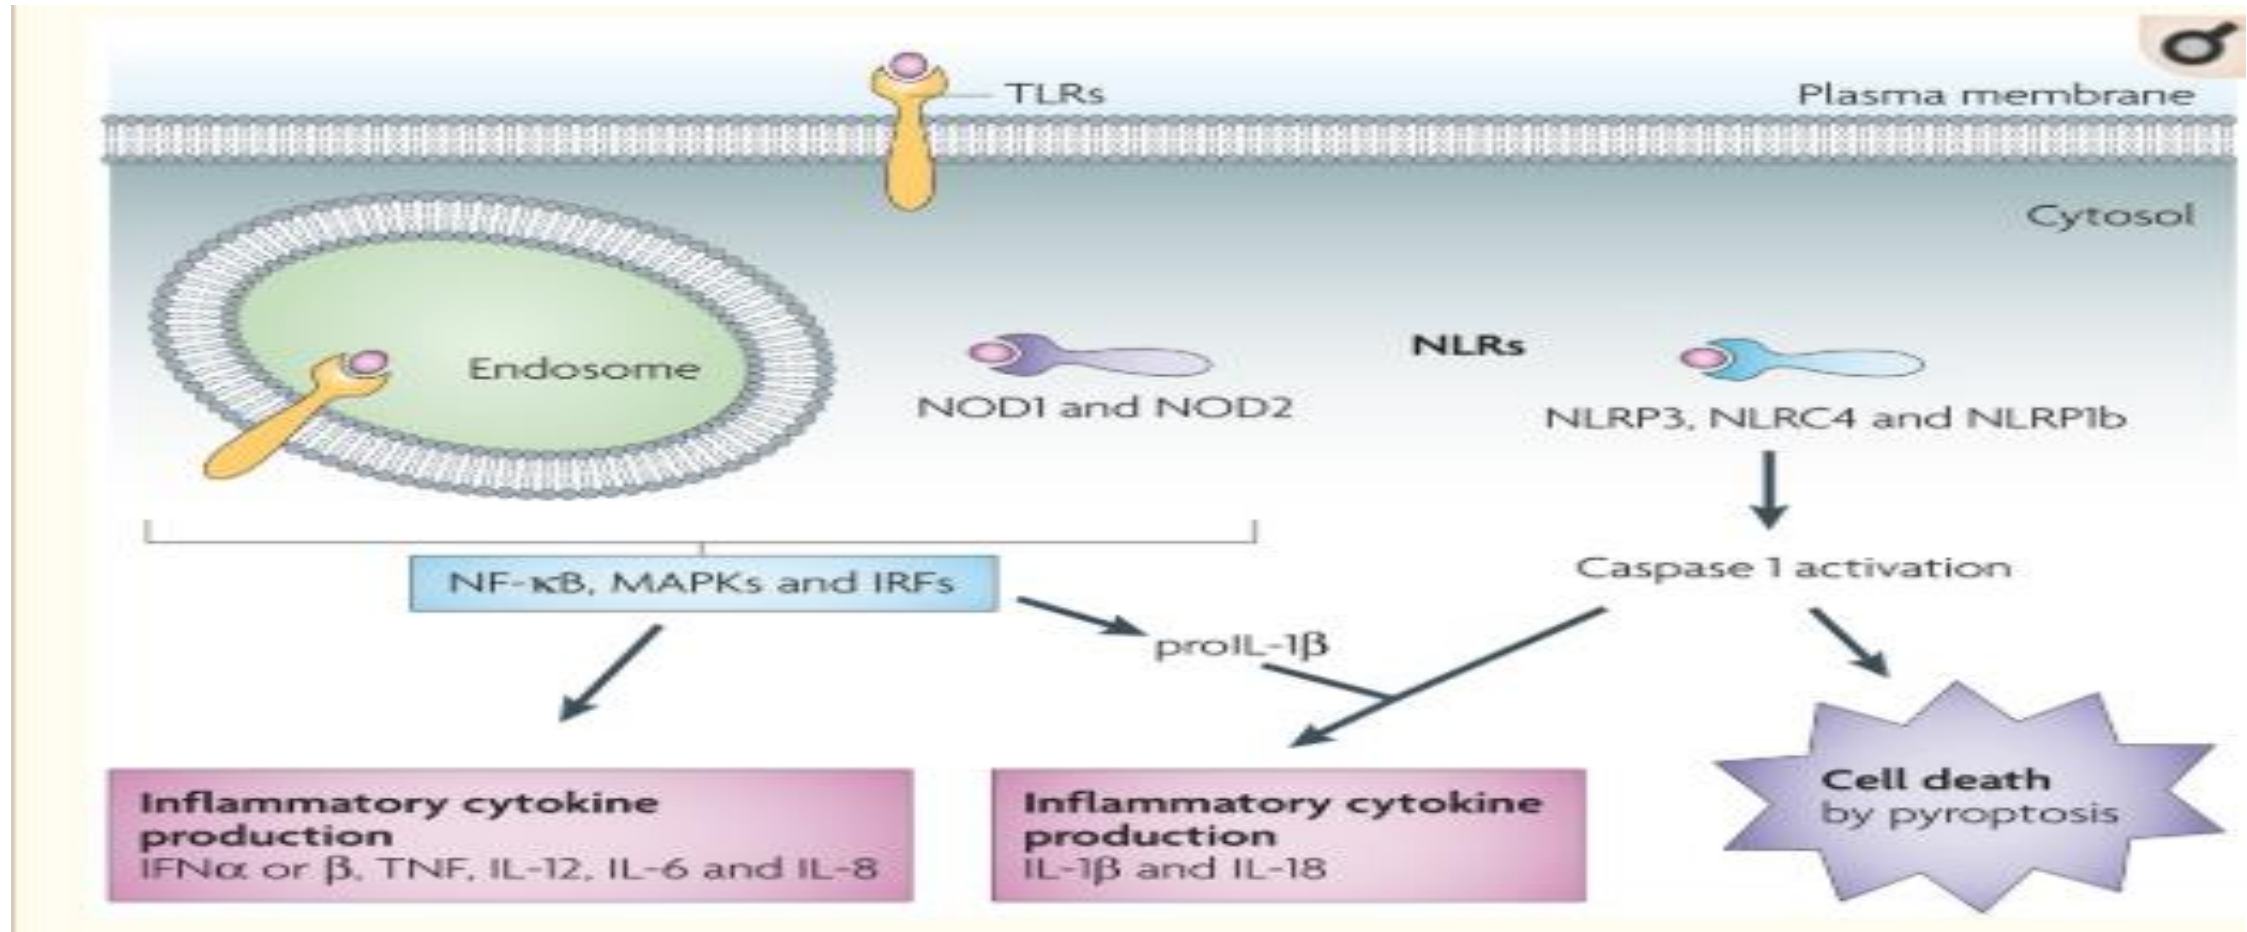 TLRs
Plasma membrane
Cytosol
Endosome
NOD1 and NOD2
NLRs
NLRP3, NLRC4 and NLRP1b
NF-κB, MAPKs and IRFs
Caspase 1 activation
proIL-1β
Inflammatory cytokine
production
IFNα or β, TNF, IL-12, IL-6 and IL-8
Inflammatory cytokine
production
IL-1β and IL-18
Cell death
by pyroptosis